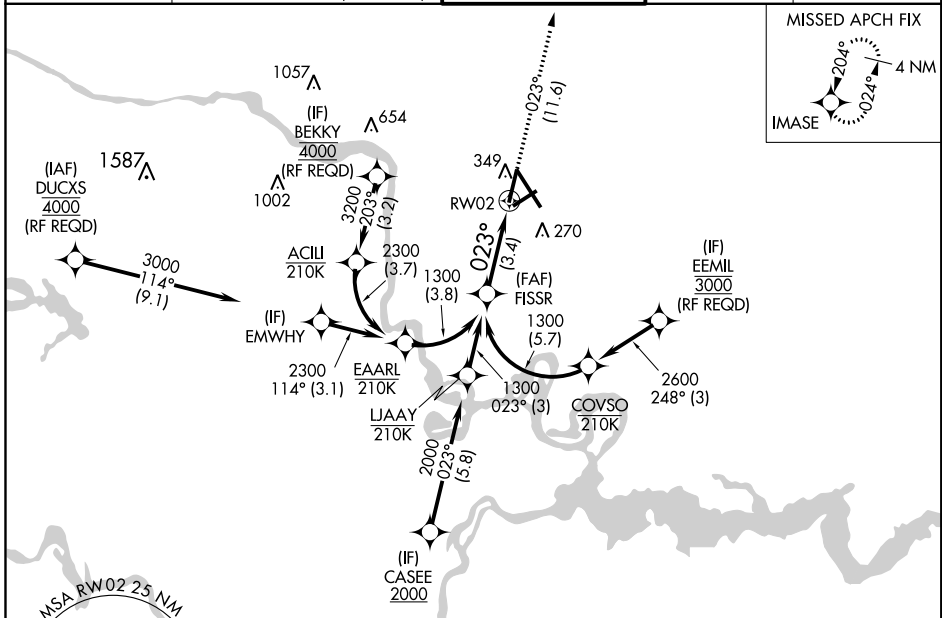 MISSED APCH FIX
204°
4 NM
024°
IMASE
023°
(11.6)
1057
654
(IF)
BEKKY
4000
(RF REQD)
1587
1002
(IAF)
DUCXS
4000
(RF REQD)
3200
203°
(3.2)
349
RW02
270
ACILI
210K
2300
(3.7)
023°
(3.4)
3000
114°
(9.1)
1300
(3.8)
(FAF)
FISSR
(IF)
EEMIL
3000
(RF REQD)
(IF)
EMWHY
1300
(5.7)
2300
114° (3.1)
EAARL
210K
1300
023° (3)
2600
248° (3)
LJAAY
210K
COVSO
210K
2000
023°
(5.8)
(IF)
CASEE
2000
MSA RW02 25 NM